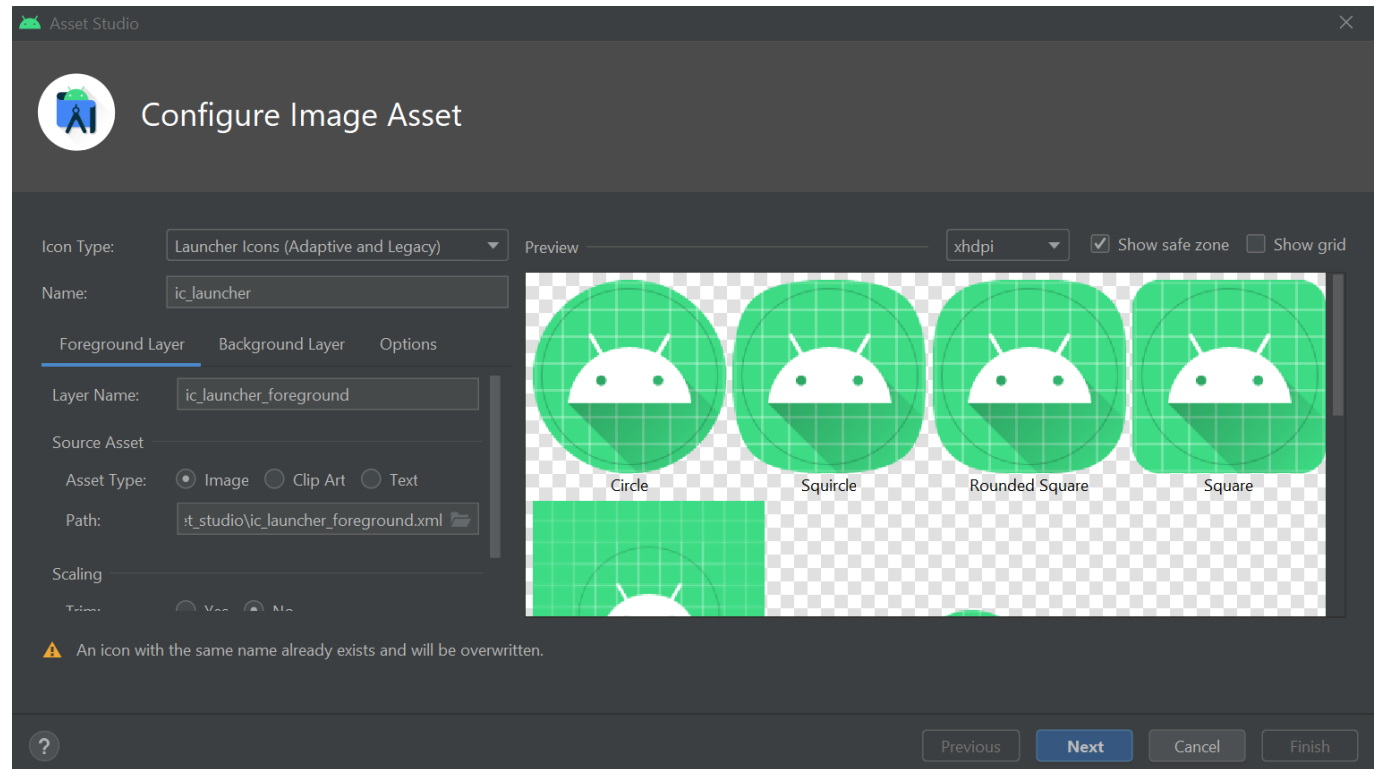 Asset Studio
Configure Image Asset
Icon Type:
Launcher Icons (Adaptive and Legacy)
Name:
ic_launcher
Foreground Layer Background Layer Options
Layer Name:
ic_launcher_foreground
Source Asset
Asset Type:
Image Clip Art Text
Path:
t_studio\ic_launcher_foreground.xml
Scaling
Trim: Yes No
Preview
xhdpi
Show safe zone
Show grid
Circle Squircle Rounded Square Square
An icon with the same name already exists and will be overwritten.
?
Previous Next Cancel Finish